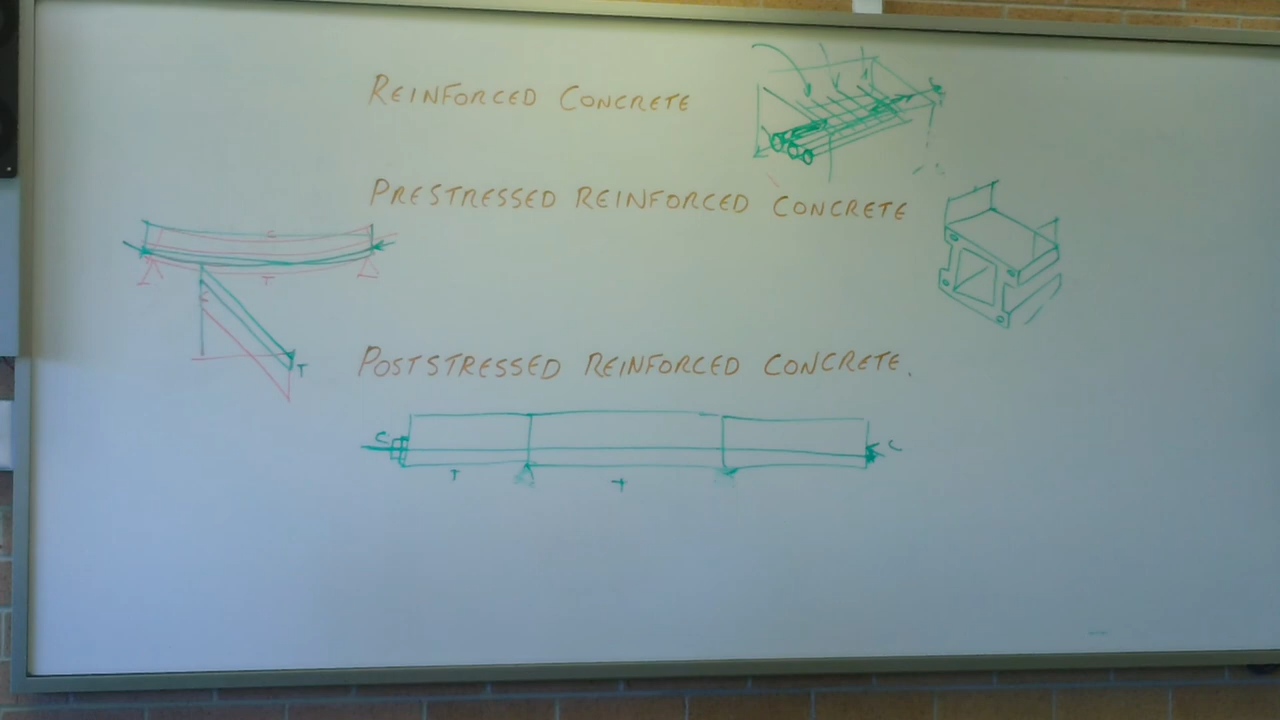 REINFORCED CONCRETE
PRESTRESSED REINFORCED CONCRETE
C
T
C
T
POSTSTRESSED REINFORCED CONCRETE.
C
C
T
T